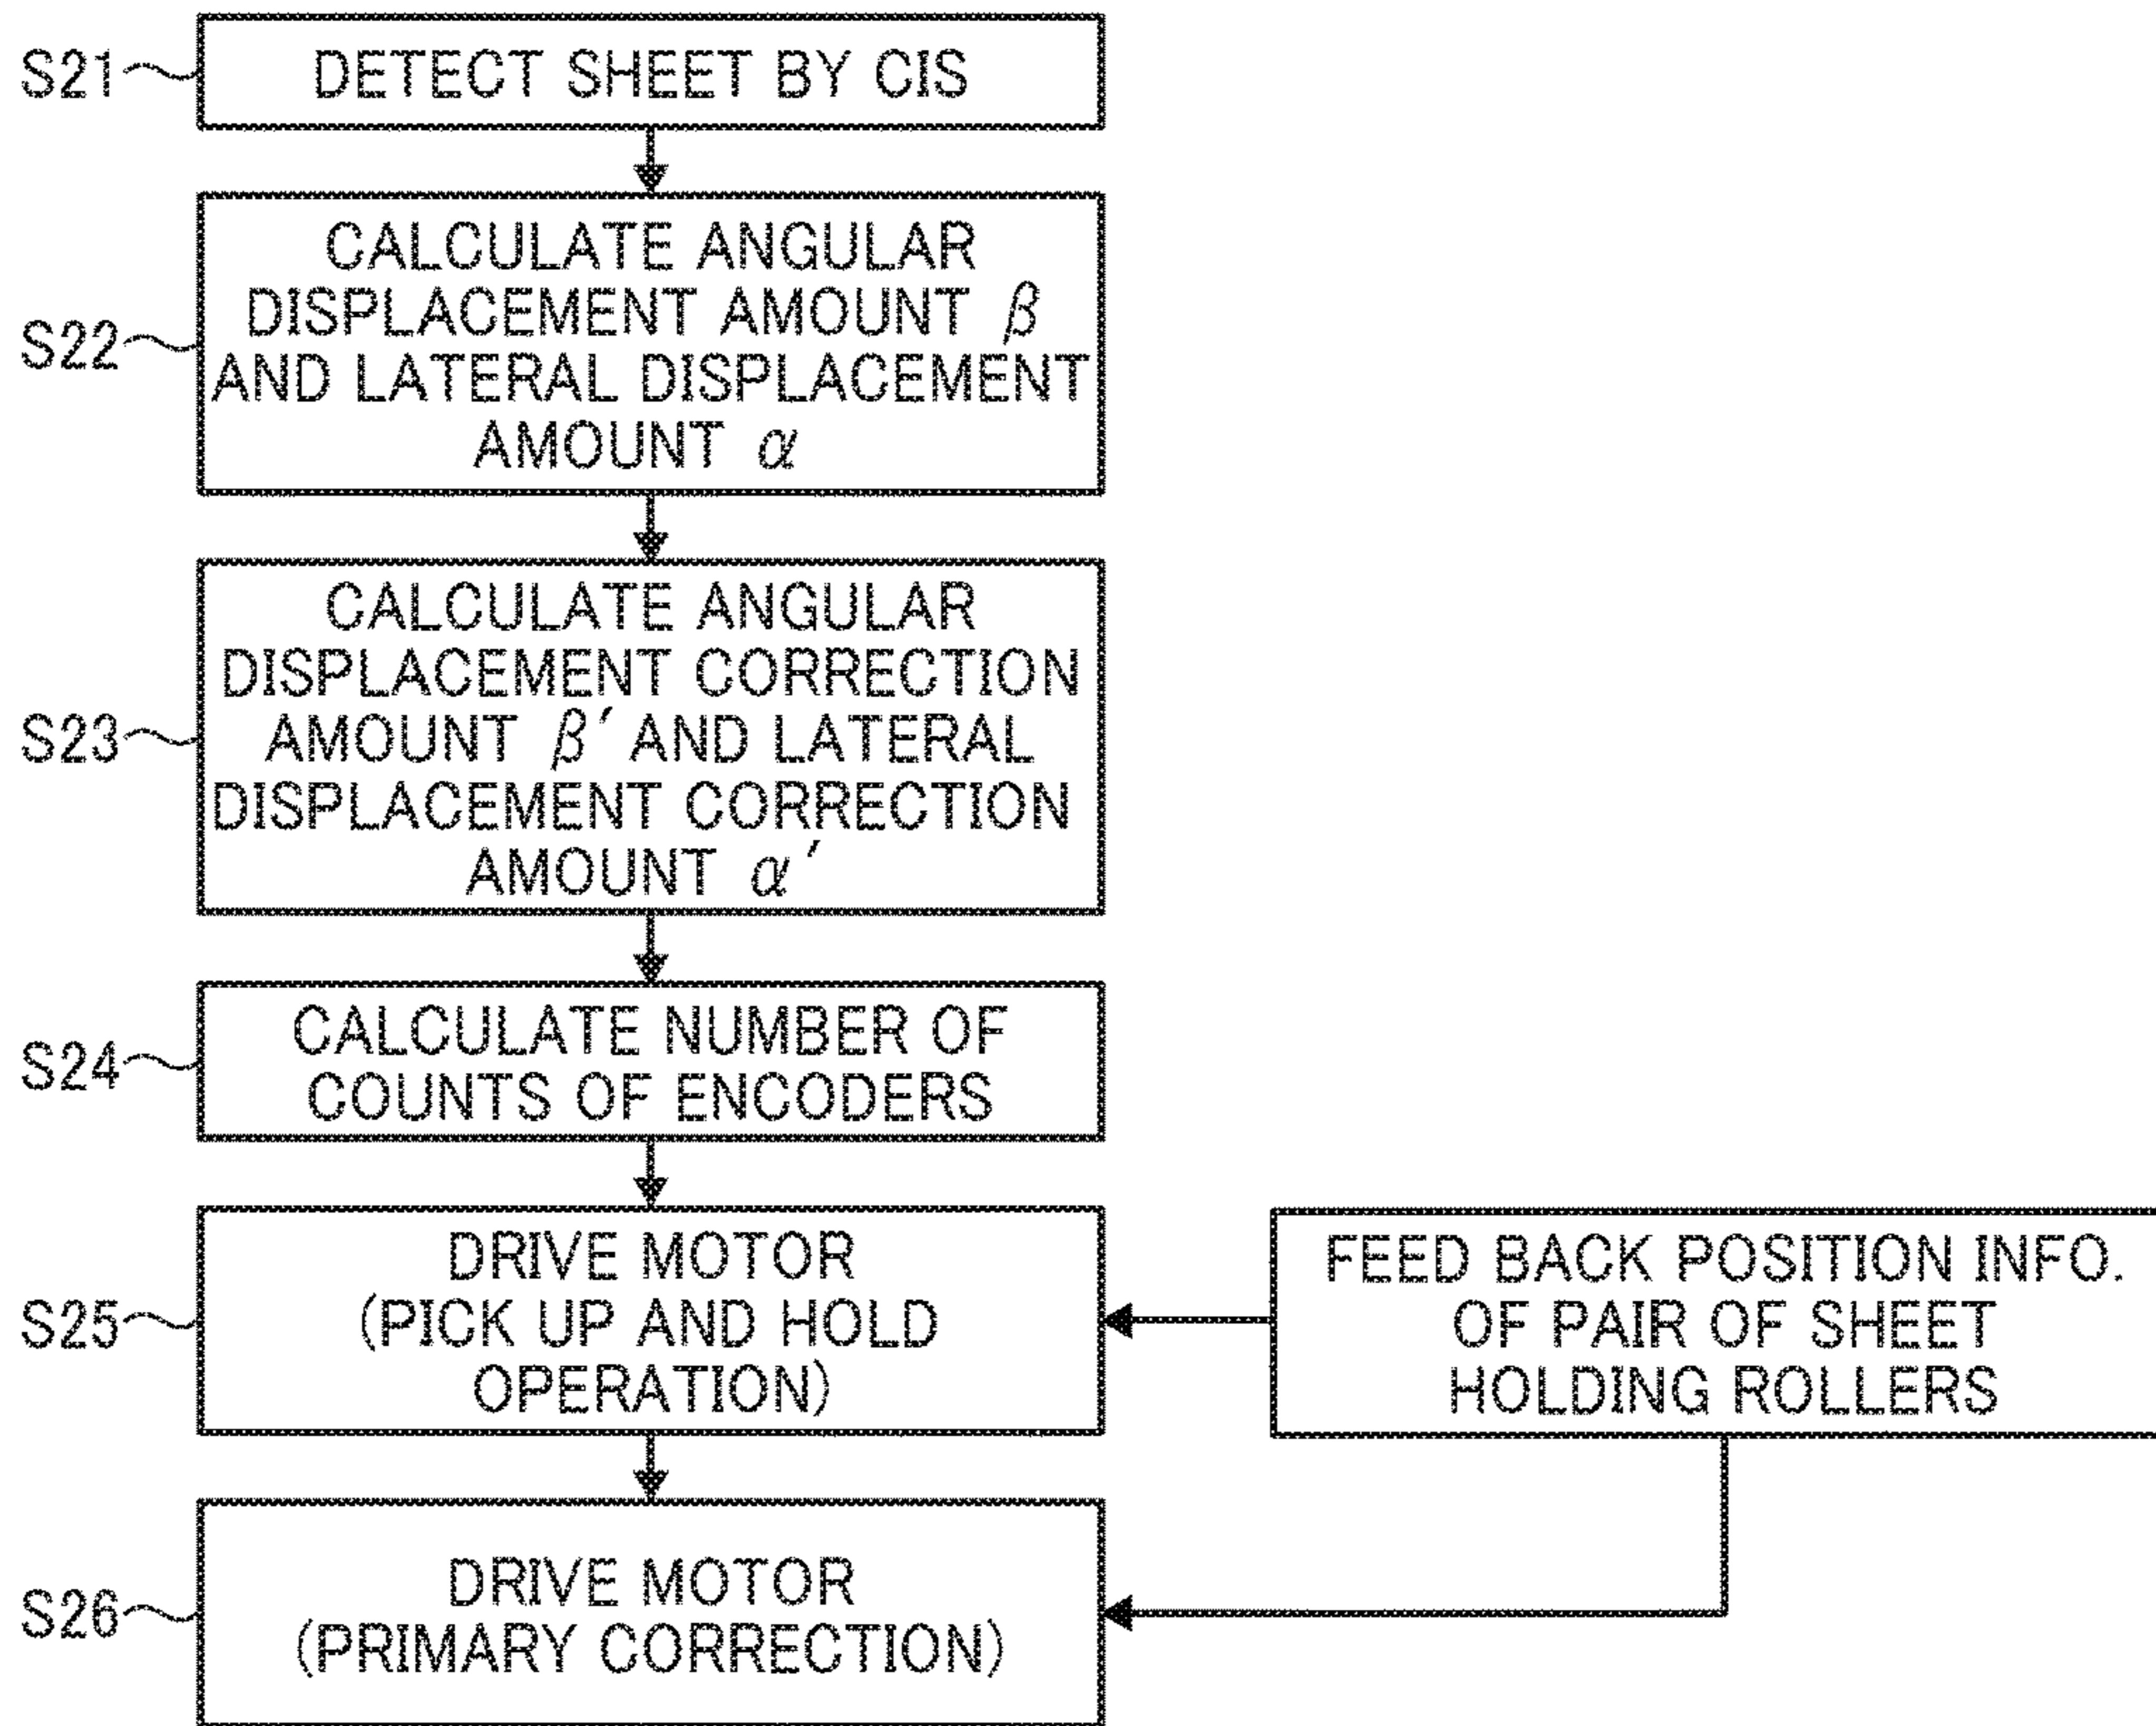 S21
DETECT SHEET BY CIS
S22
CALCULATE ANGULAR
DISPLACEMENT AMOUNT β
AND LATERAL DISPLACEMENT
AMOUNT α
S23
CALCULATE ANGULAR
DISPLACEMENT CORRECTION
AMOUNT β′ AND LATERAL
DISPLACEMENT CORRECTION
AMOUNT α′
S24
CALCULATE NUMBER OF
COUNTS OF ENCODERS
S25
DRIVE MOTOR
(PICK UP AND HOLD
OPERATION)
FEED BACK POSITION INFO.
OF PAIR OF SHEET
HOLDING ROLLERS
S26
DRIVE MOTOR
(PRIMARY CORRECTION)